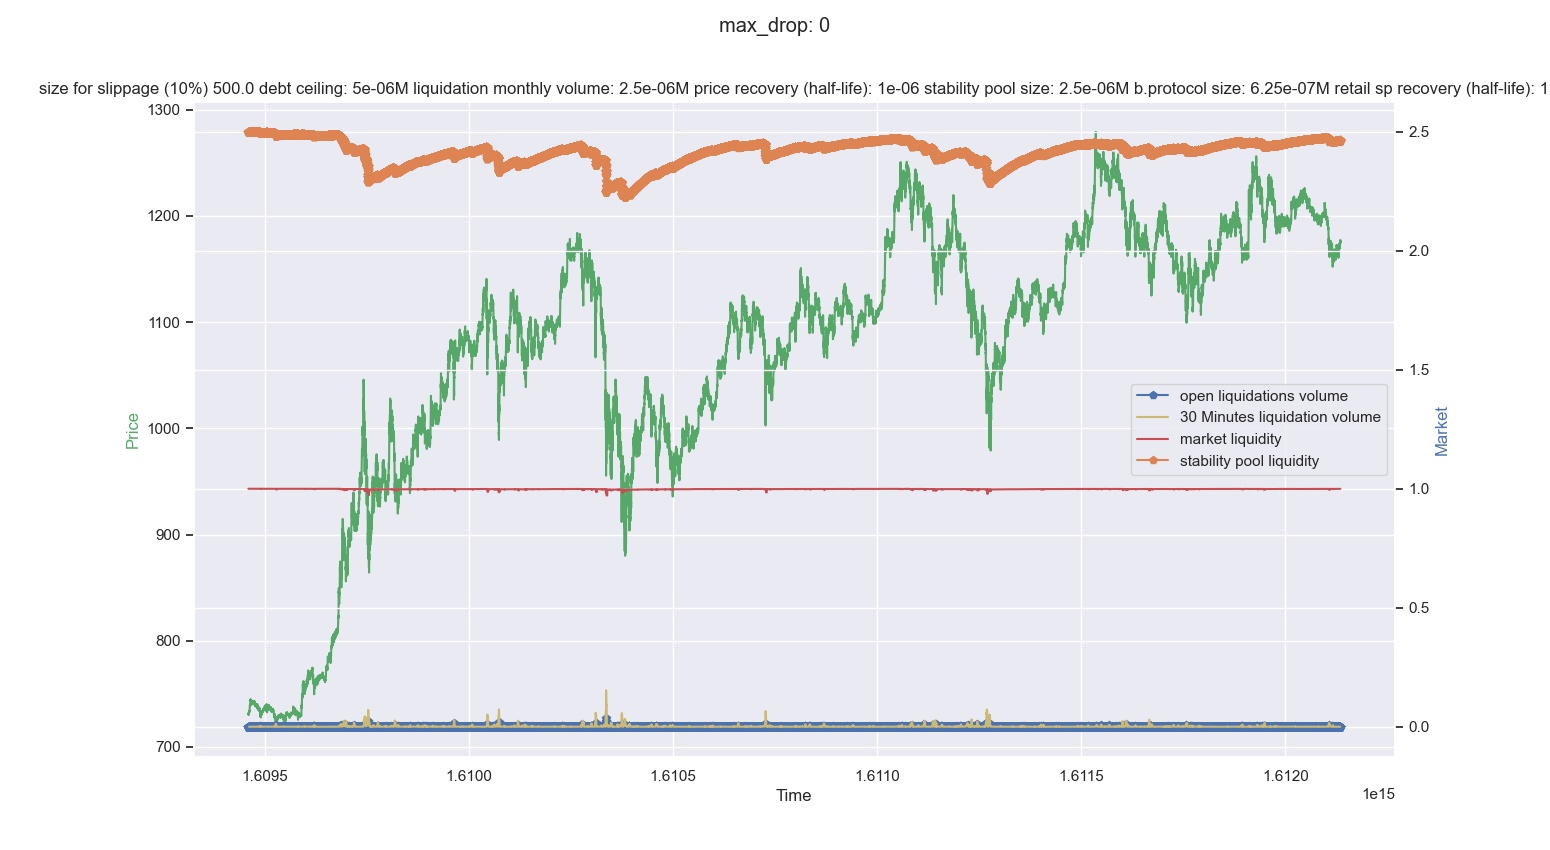 max_drop: 0
size for slippage (10%) 500.0 debt ceiling: 5e-06M liquidation monthly volume: 2.5e-06M price recovery (half-life): 1e-06 stability pool size: 2.5e-06M b.protocol size: 6.25e-07M retail sp recovery (half-life): 1
1300
1200
1100
1000
900
800
700
Price
2.5
2.0
1.5
1.0
0.5
0.0
Market
open liquidations volume
30 Minutes liquidation volume
market liquidity
stability pool liquidity
1.6095 1.6100 1.6105 1.6110 1.6115 1.6120
Time
1e15